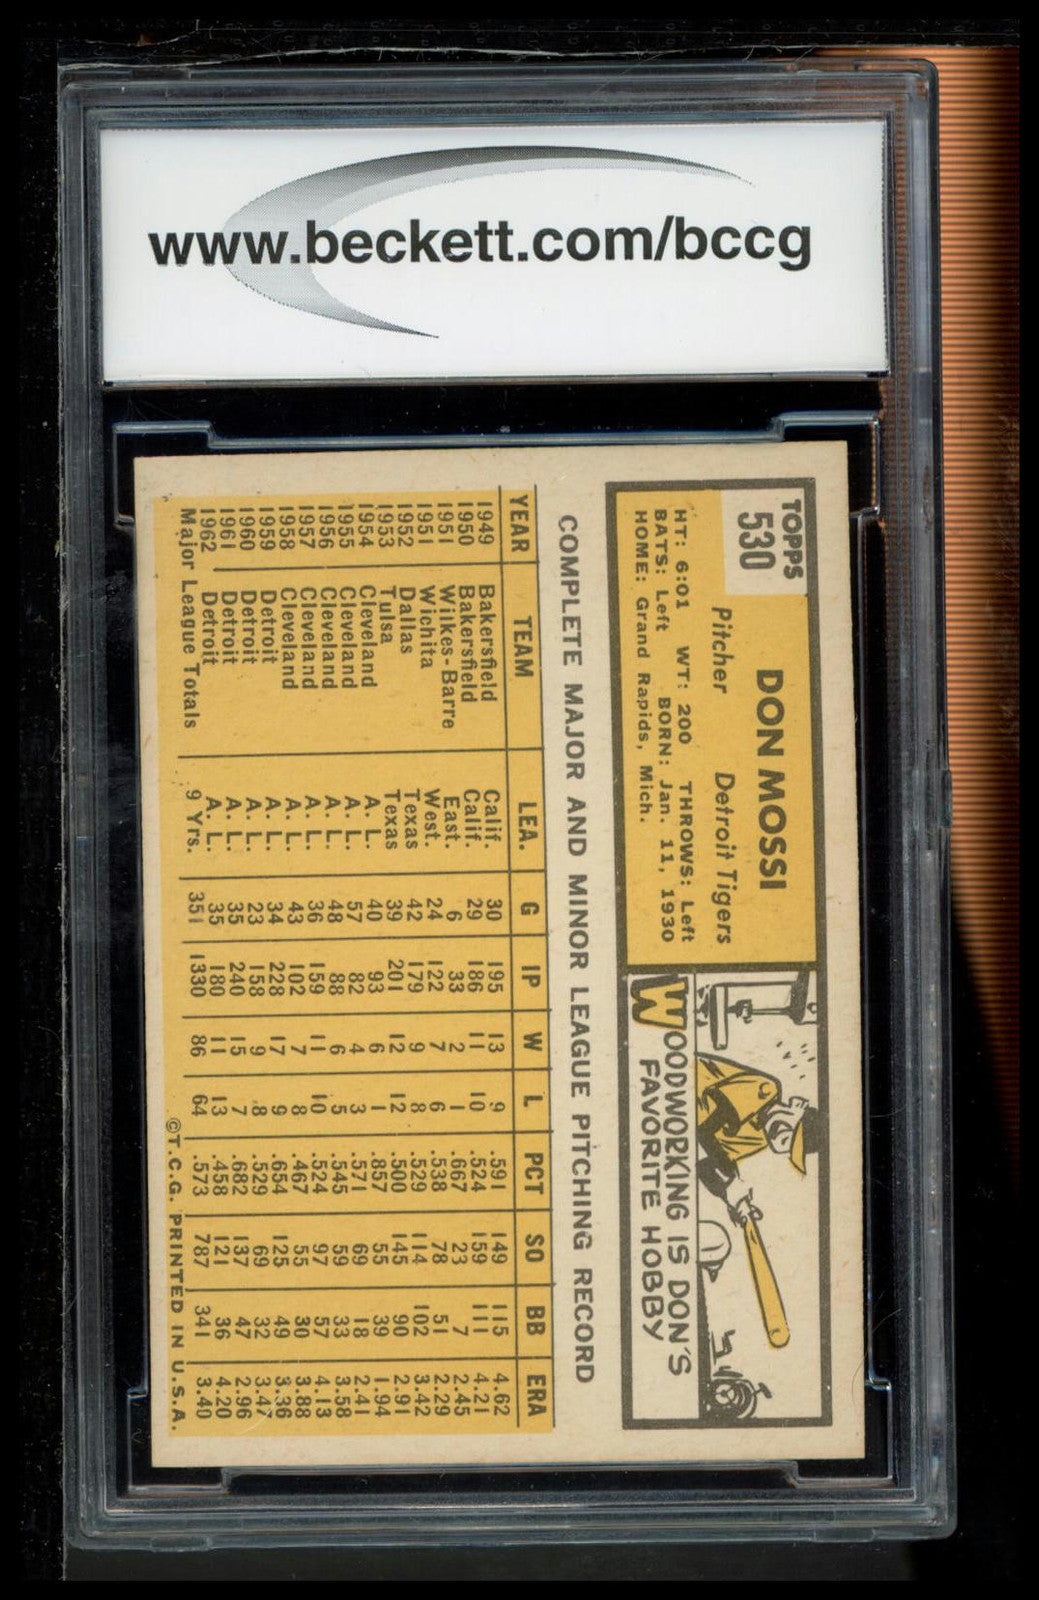 www.beckett.com/bccg
TOPPS
530
DON MOSSI
Pitcher Detroit Tigers
HT: 6:01 WT: 200 THROWS: Left
BATS: Left BORN: Jan. 11, 1930
HOME: Grand Rapids, Mich.
WOODWORKING IS DON'S
FAVORITE HOBBY
COMPLETE MAJOR AND MINOR LEAGUE PITCHING RECORD
YEAR TEAM LEA. G IP W L PCT SO BB ERA
1949 Bakersfield Calif. 30 195 13 9 .591 149 115 4.62
1950 Bakersfield Calif. 29 186 11 10 .524 159 111 4.21
1951 Wilkes-Barre East. 6 33 2 1 .667 23 7 2.45
1951 Wichita West. 24 122 7 6 .538 78 51 2.29
1952 Dallas Texas 42 179 9 8 .529 114 102 3.42
1953 Tulsa Texas 39 201 12 12 .500 145 90 2.91
1954 Cleveland A. L. 40 93 6 1 .857 55 39 1.94
1955 Cleveland A. L. 57 82 4 3 .571 69 18 2.41
1956 Cleveland A. L. 48 88 6 5 .545 59 33 3.58
1957 Cleveland A. L. 36 159 11 10 .524 97 57 4.13
1958 Cleveland A. L. 43 102 7 8 .467 55 30 3.88
1959 Detroit A. L. 34 228 17 9 .654 125 49 3.36
1960 Detroit A. L. 23 158 9 8 .529 69 32 3.47
1961 Detroit A. L. 35 240 15 7 .682 137 47 2.96
1962 Detroit A. L. 35 180 11 13 .458 121 36 4.20
Major League Totals 9 Yrs. 351 1330 86 64 .573 787 341 3.40
©T.C.G. PRINTED IN U.S.A.